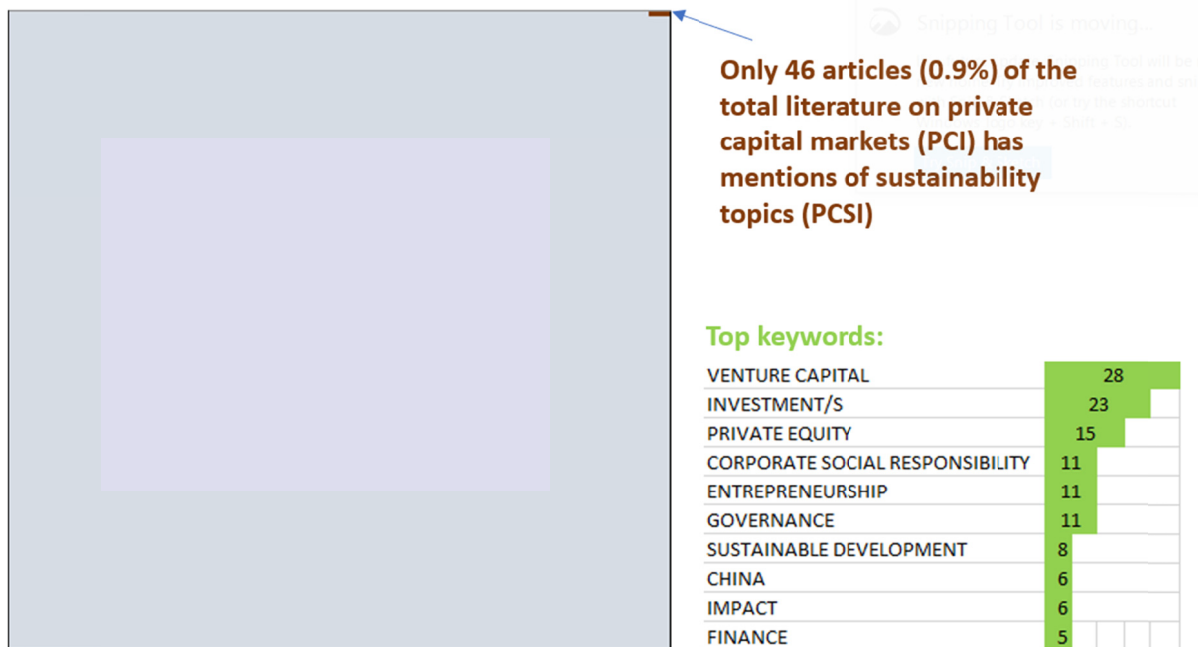 Snipping Tool is moving...
Only 46 articles (0.9%) of the
total literature on private
capital markets (PCI) has
mentions of sustainability
topics (PCSI)
Top keywords:
VENTURE CAPITAL 28
INVESTMENT/S 23
PRIVATE EQUITY 15
CORPORATE SOCIAL RESPONSIBILITY 11
ENTREPRENEURSHIP 11
GOVERNANCE 11
SUSTAINABLE DEVELOPMENT 8
CHINA 6
IMPACT 6
FINANCE 5